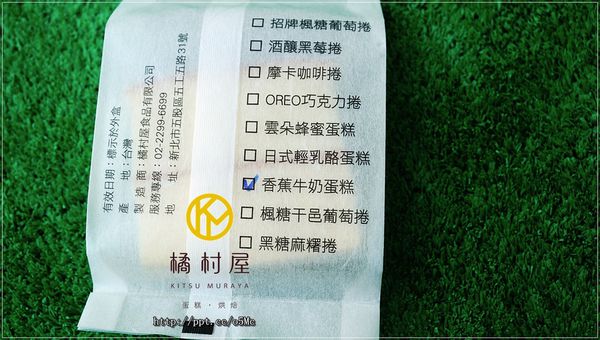 招牌楓糖葡萄捲
酒釀黑莓捲
摩卡咖啡捲
OREO巧克力捲
雲朵蜂蜜蛋糕
日式輕乳酪蛋糕
香蕉牛奶蛋糕
楓糖干邑葡萄捲
黑糖麻糬捲
有效日期：標示於外盒
產地：台灣
製造商：橘村屋食品有限公司
服務專線：02-2299-6699
地址：新北市五股區五工五路31號
橘村屋
KITSU MURAYA
蛋糕・烘焙
http://ppt.cc/o5Me